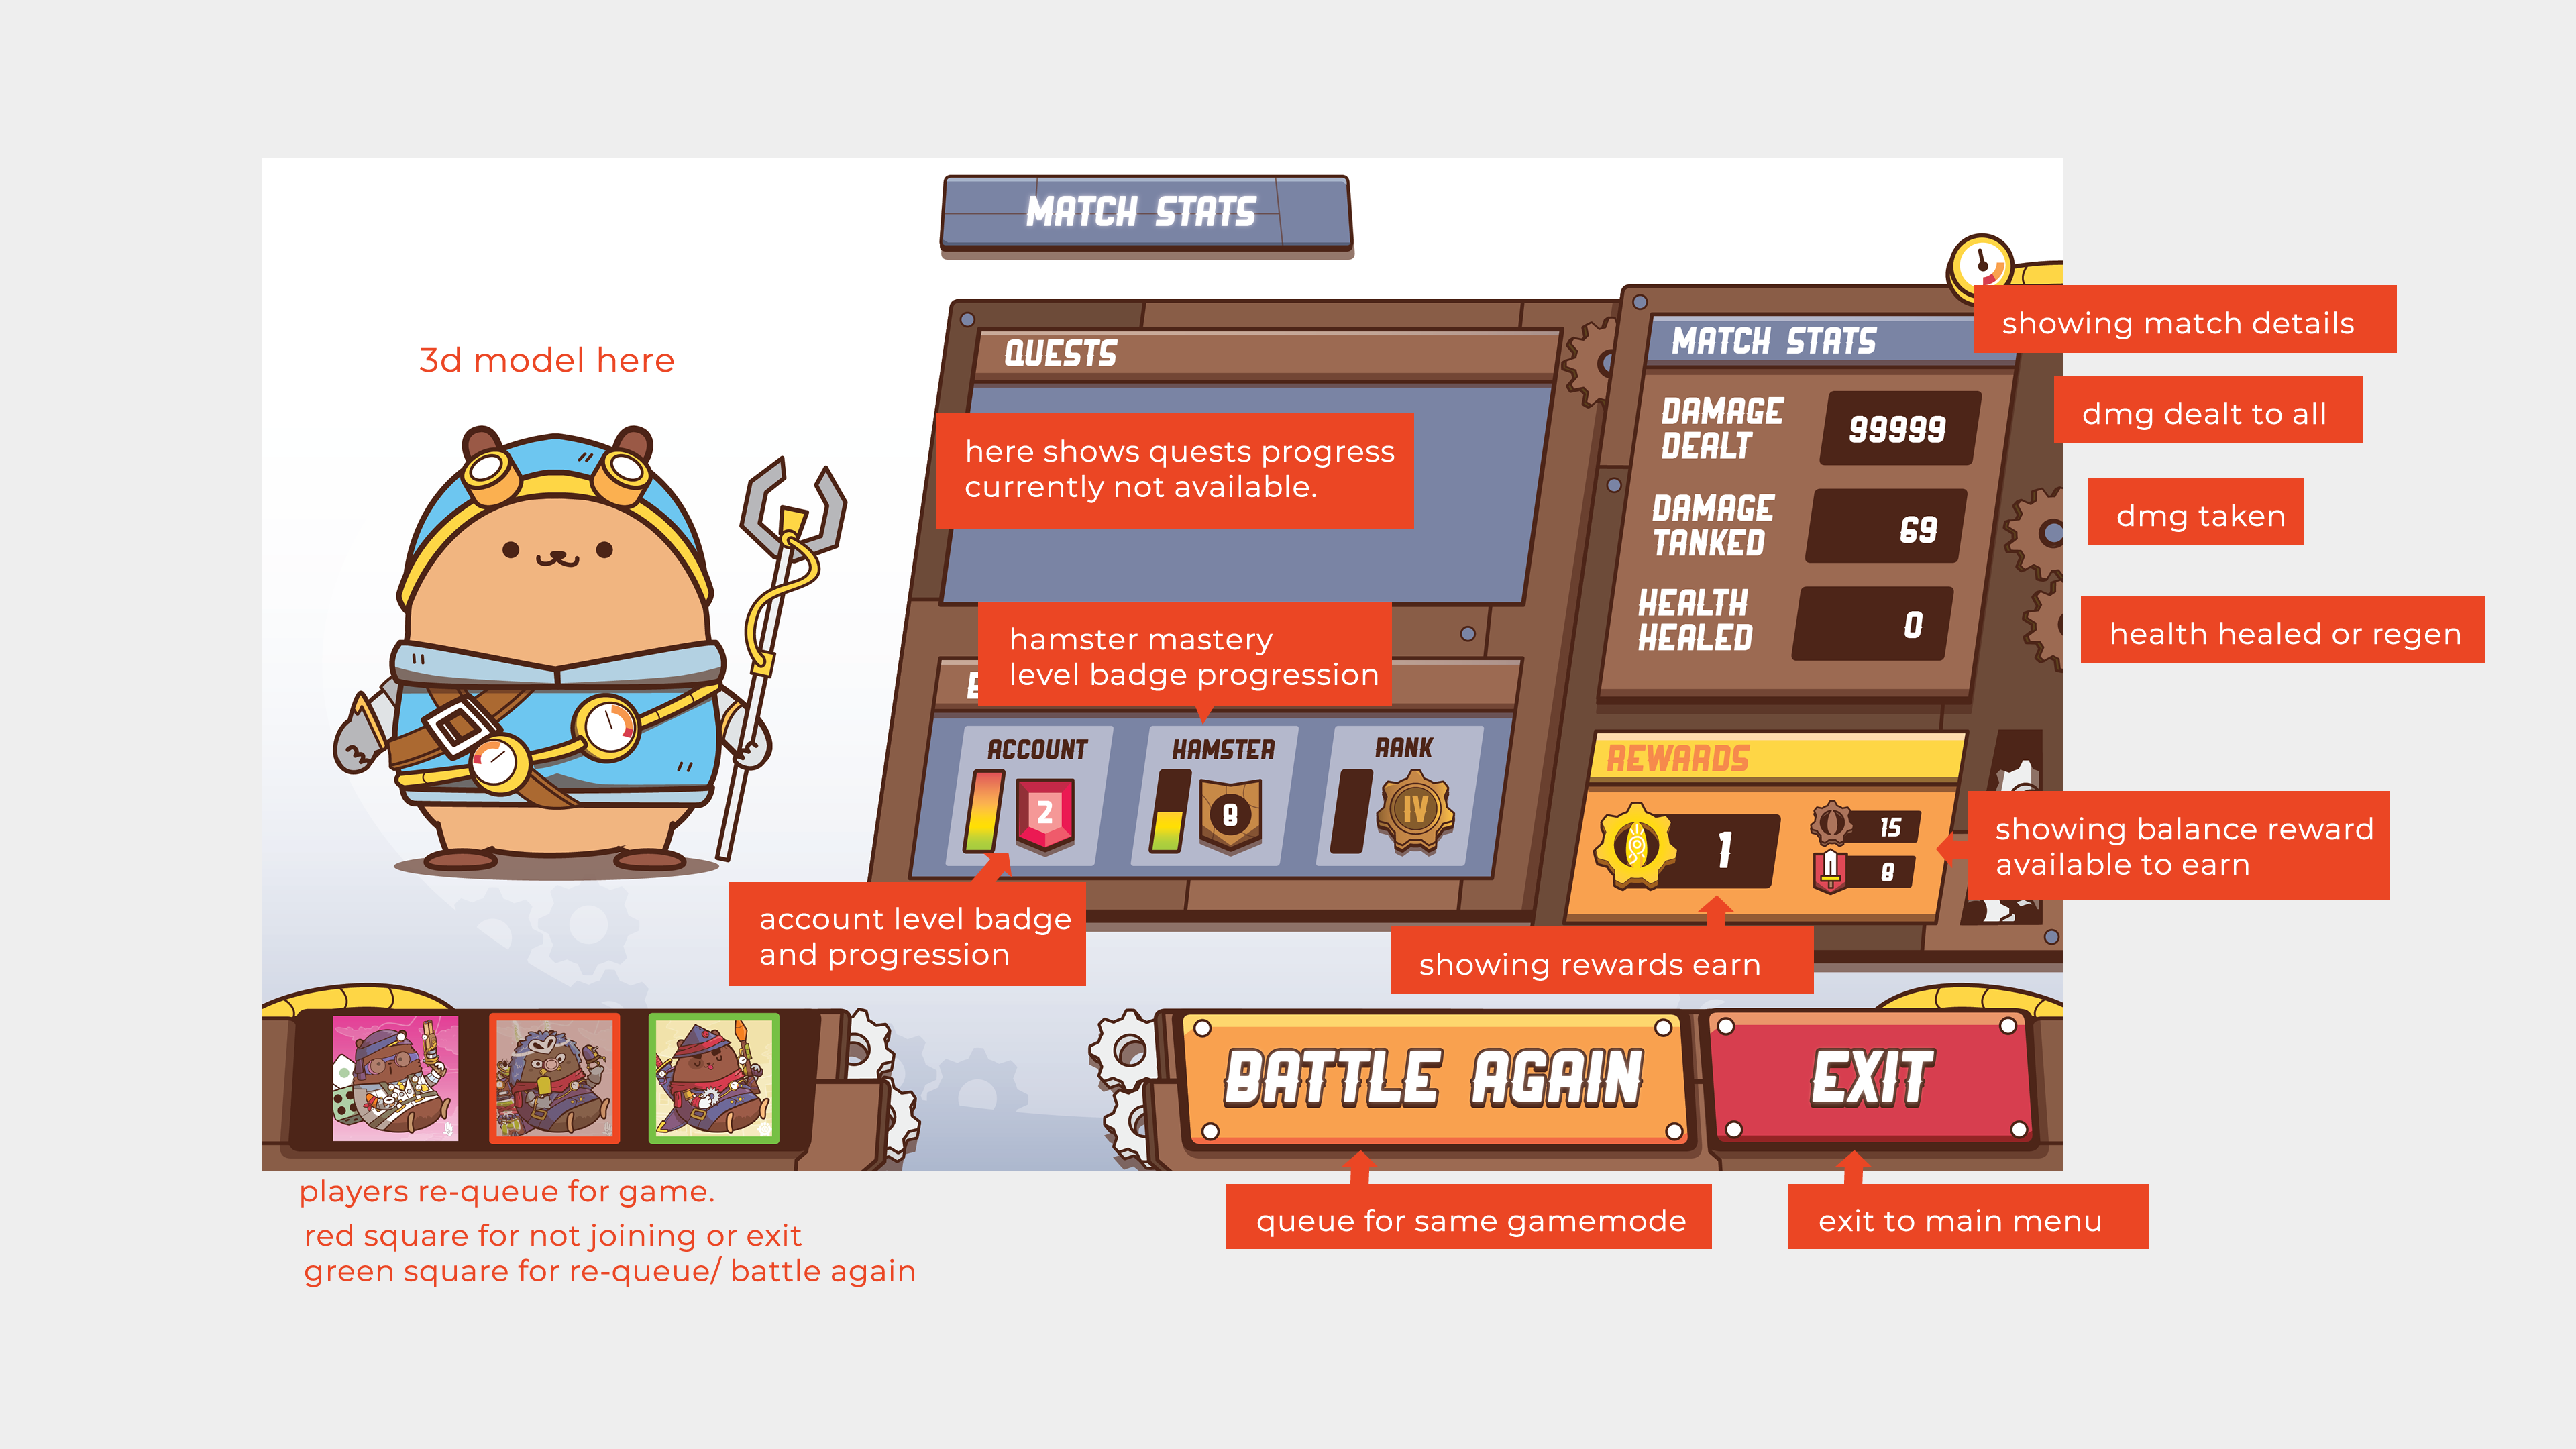 MATCH STATS
3d model here
QUESTS
here shows quests progress
currently not available.
hamster mastery
level badge progression
ACCOUNT
2
HAMSTER
8
RANK
IV
account level badge
and progression
MATCH STATS
showing match details
DAMAGE
DEALT
99999
dmg dealt to all
DAMAGE
TANKED
69
dmg taken
HEALTH
HEALED
0
health healed or regen
REWARDS
1
15
8
showing balance reward
available to earn
showing rewards earn
BATTLE AGAIN
EXIT
players re-queue for game.
red square for not joining or exit
green square for re-queue/ battle again
queue for same gamemode
exit to main menu